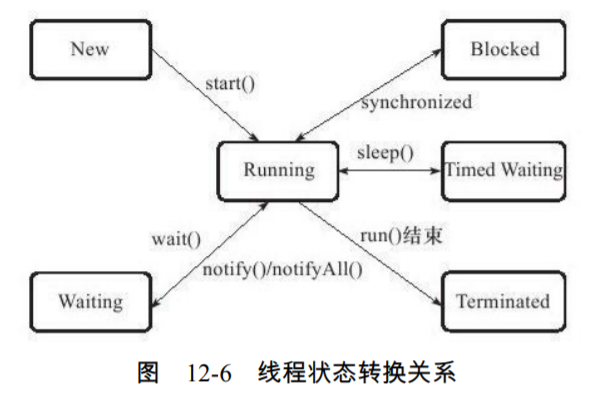 New
Blocked
start()
synchronized
Running
sleep()
Timed Waiting
wait()
run()结束
notify()/notifyAll()
Waiting
Terminated
图 12-6 线程状态转换关系